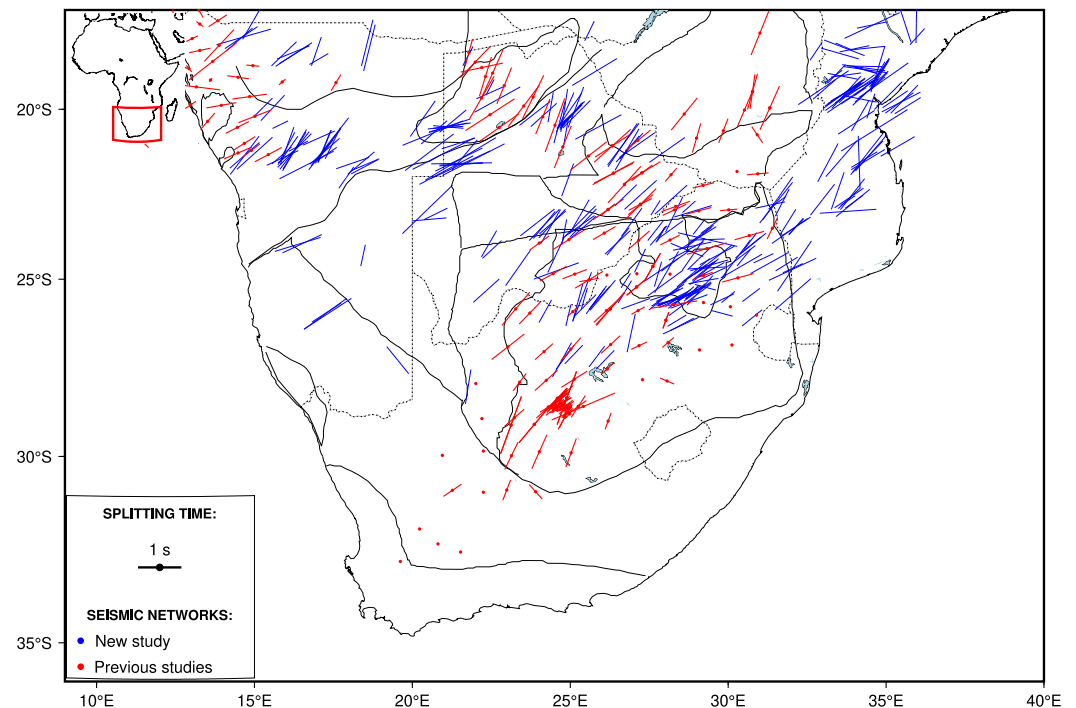 20°S
25°S
30°S
35°S
SPLITTING TIME:
1 s
SEISMIC NETWORKS:
New study
Previous studies
10°E
15°E
20°E
25°E
30°E
35°E
40°E